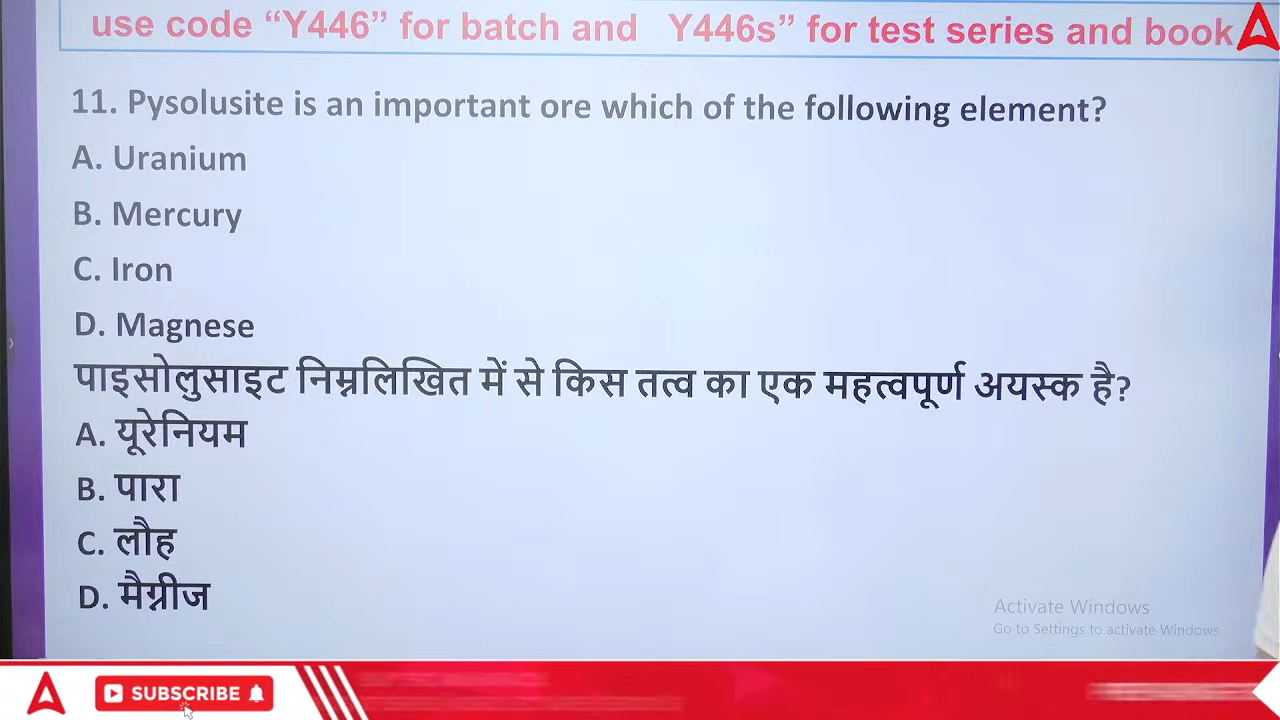 use code “Y446” for batch and Y446s” for test series and book
11. Pysolusite is an important ore which of the following element?
A. Uranium
B. Mercury
C. Iron
D. Magnese
पाइसोलुसाइट निम्नलिखित में से किस तत्व का एक महत्वपूर्ण अयस्क है?
A. यूरेनियम
B. पारा
C. लौह
D. मैग्नीज
Activate Windows
Go to Settings to activate Windows.
SUBSCRIBE